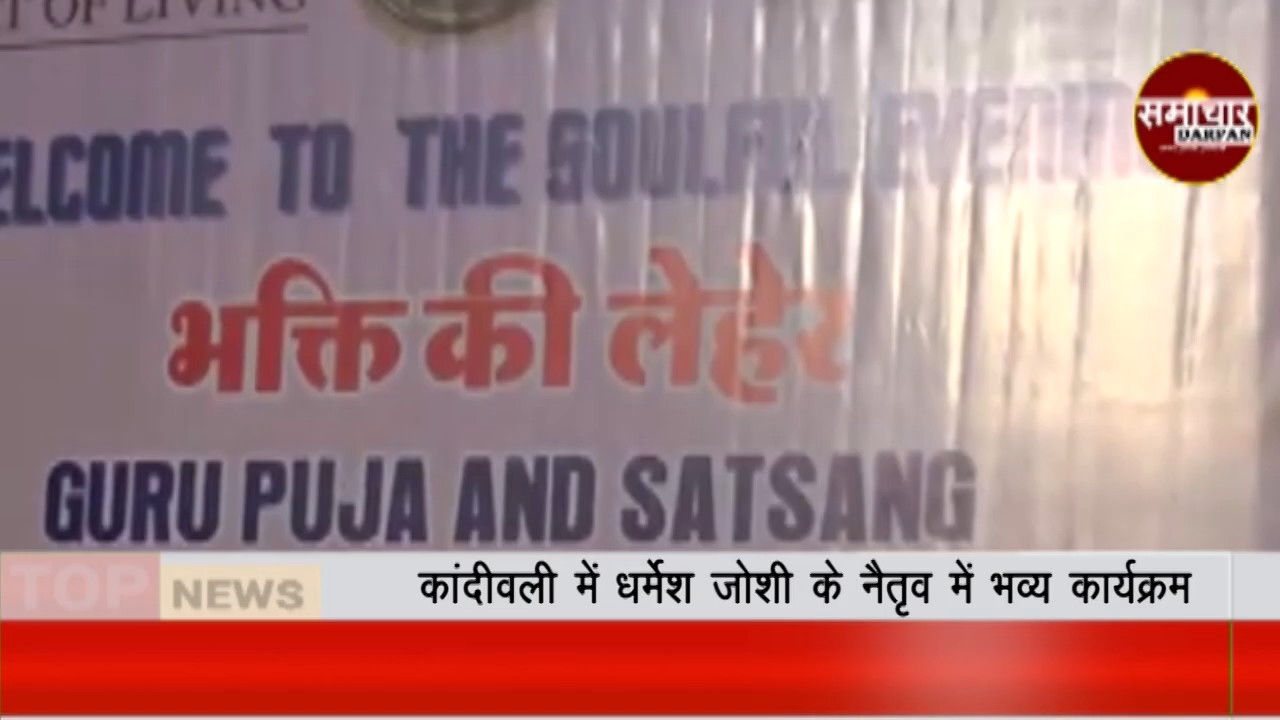 T OF LIVING
ELCOME TO THE SOULFUL EVENING
समाचार
DARPAN
भक्ति की लेहेर
GURU PUJA AND SATSANG
TOP NEWS
कांदीवली में धर्मेश जोशी के नैतृव में भव्य कार्यक्रम